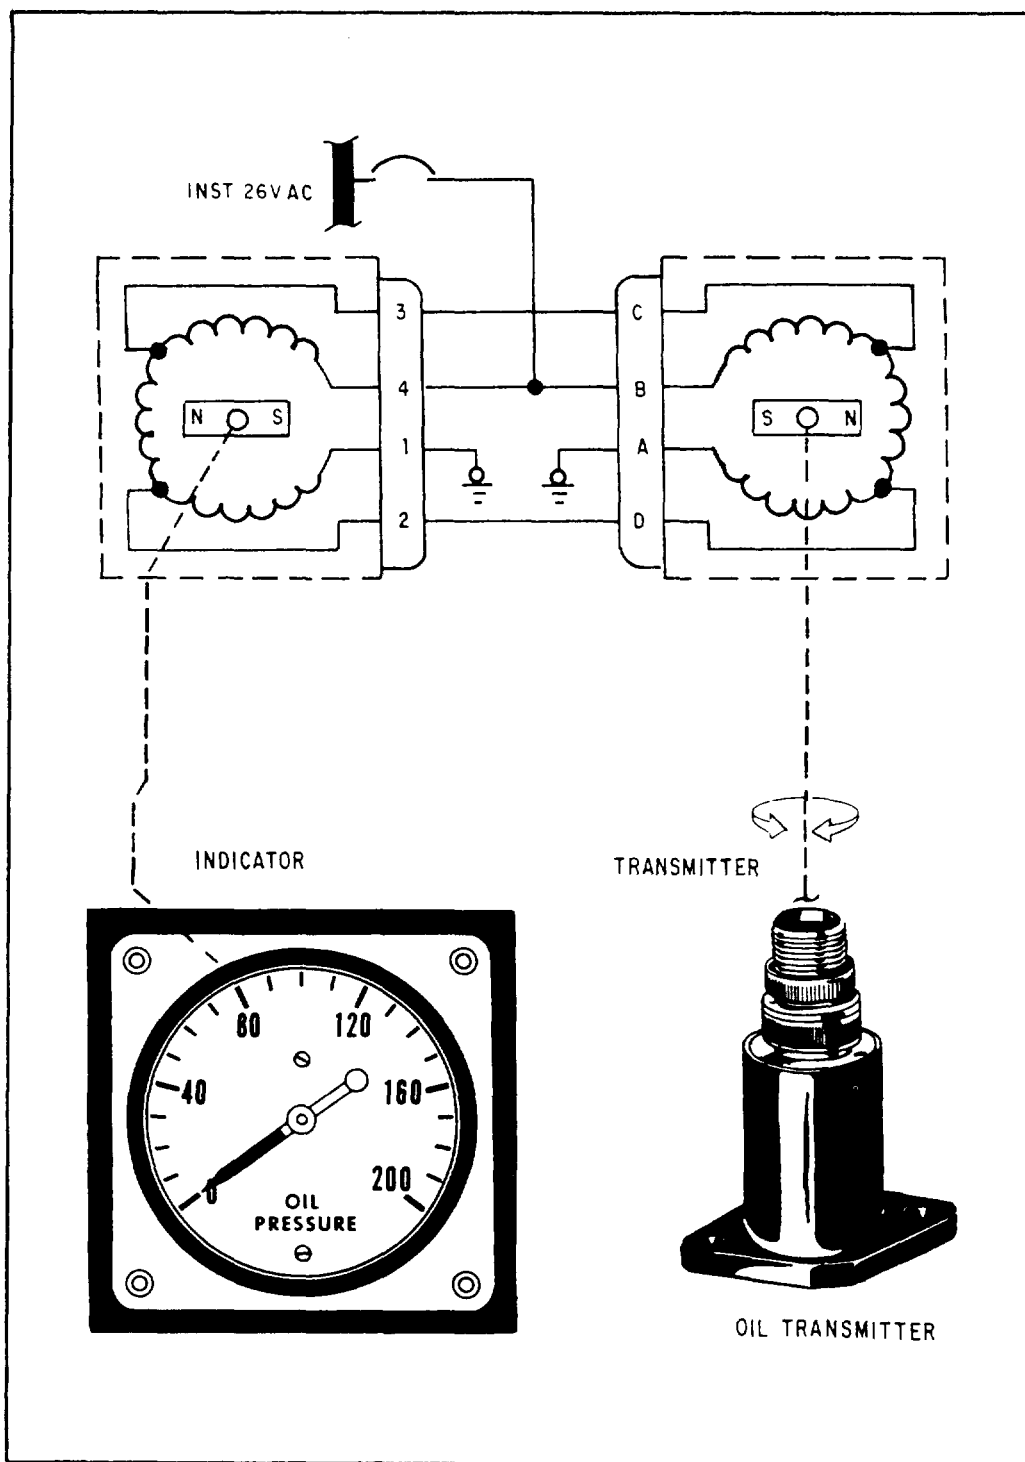 INST 26V AC
3 C
4 B
N S S N
1 A
2 D
INDICATOR
TRANSMITTER
80 120
40 160
0 200
OIL
PRESSURE
OIL TRANSMITTER